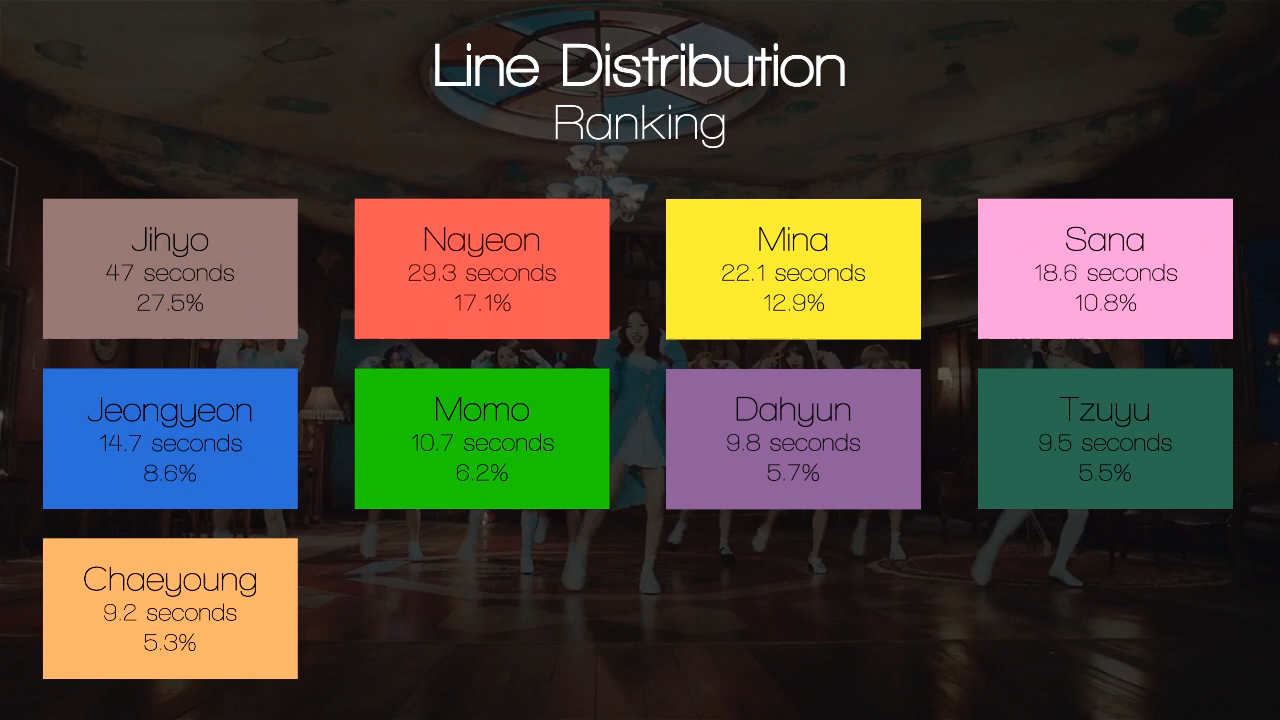 Line Distribution
Ranking
Jihyo
47 seconds
27.5%
Nayeon
29.3 seconds
17.1%
Mina
22.1 seconds
12.9%
Sana
18.6 seconds
10.8%
Jeongyeon
14.7 seconds
8.6%
Momo
10.7 seconds
6.2%
Dahyun
9.8 seconds
5.7%
Tzuyu
9.5 seconds
5.5%
Chaeyoung
9.2 seconds
5.3%